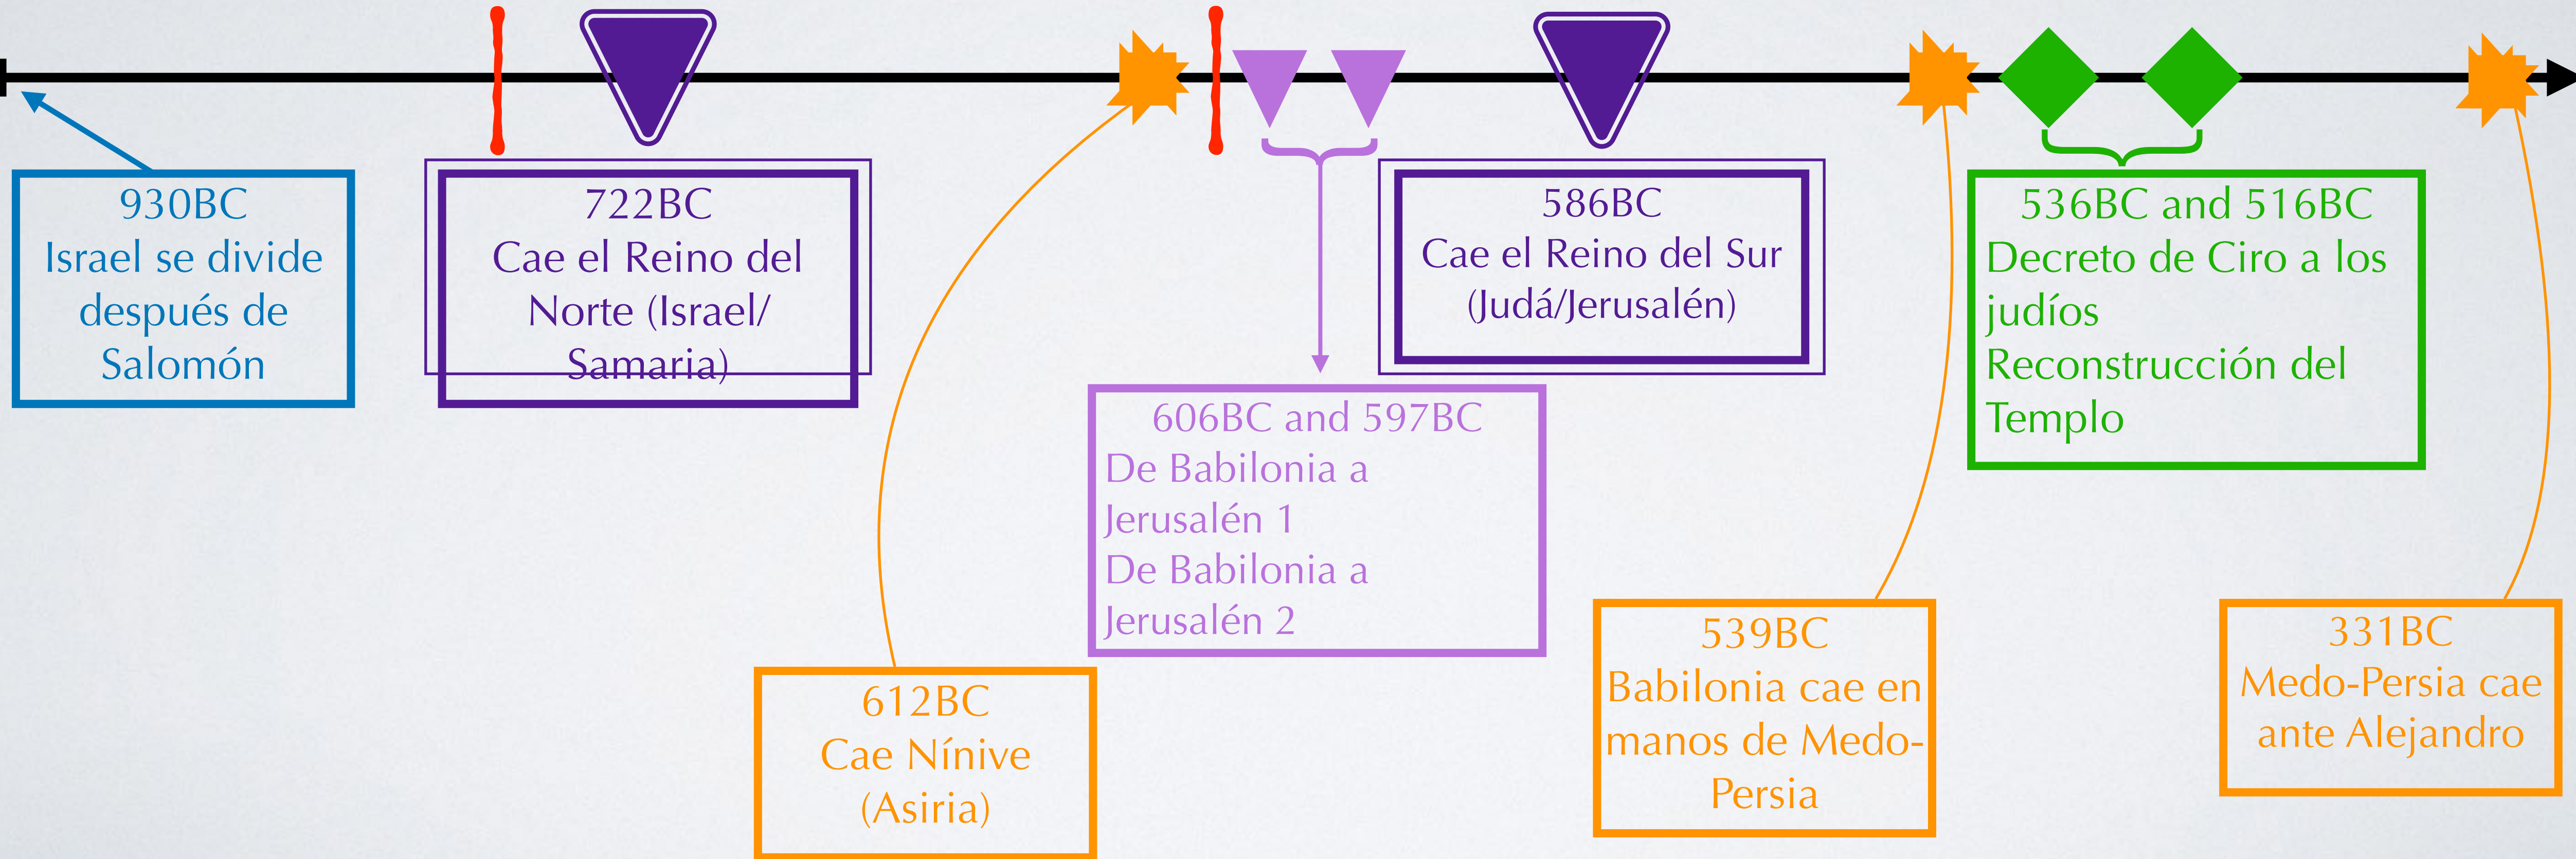 930BC
Israel se divide
después de
Salomón
722BC
Cae el Reino del
Norte (Israel/
Samaria)
612BC
Cae Nínive
(Asiria)
606BC and 597BC
De Babilonia a
Jerusalén 1
De Babilonia a
Jerusalén 2
586BC
Cae el Reino del Sur
(Judá/Jerusalén)
539BC
Babilonia cae en
manos de Medo-
Persia
536BC and 516BC
Decreto de Ciro a los
judíos
Reconstrucción del
Templo
331BC
Medo-Persia cae
ante Alejandro